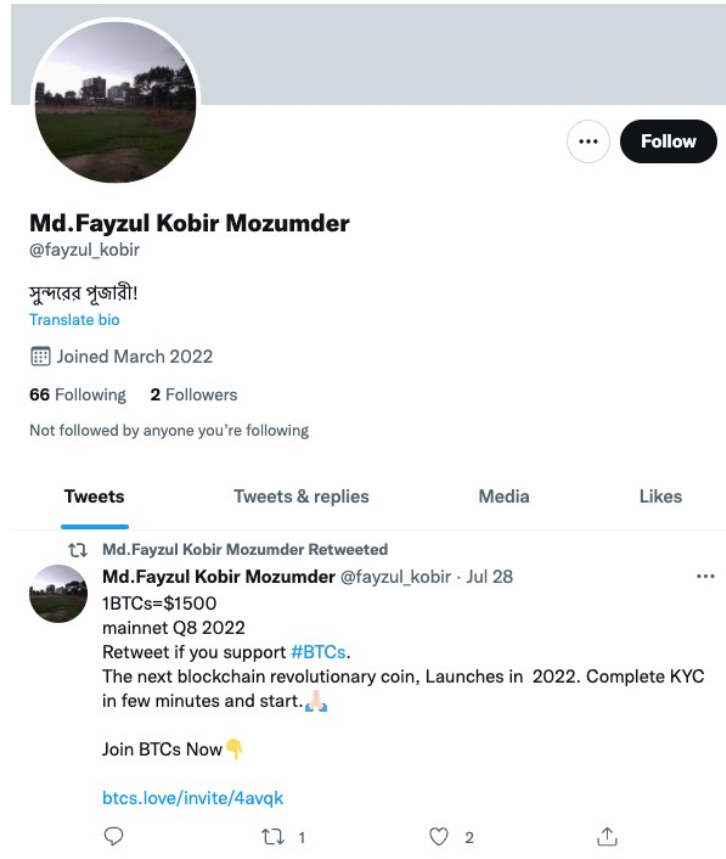 Follow
Md.Fayzul Kobir Mozumder
@fayzul_kobir
সুন্দরের পূজারী!
Translate bio
Joined March 2022
66 Following 2 Followers
Not followed by anyone you’re following
Tweets Tweets & replies Media Likes
Md.Fayzul Kobir Mozumder Retweeted
Md.Fayzul Kobir Mozumder @fayzul_kobir · Jul 28
1BTCs=$1500
mainnet Q8 2022
Retweet if you support #BTCs.
The next blockchain revolutionary coin, Launches in 2022. Complete KYC
in few minutes and start.🙏🏻
Join BTCs Now👇
btcs.love/invite/4avqk
1 2